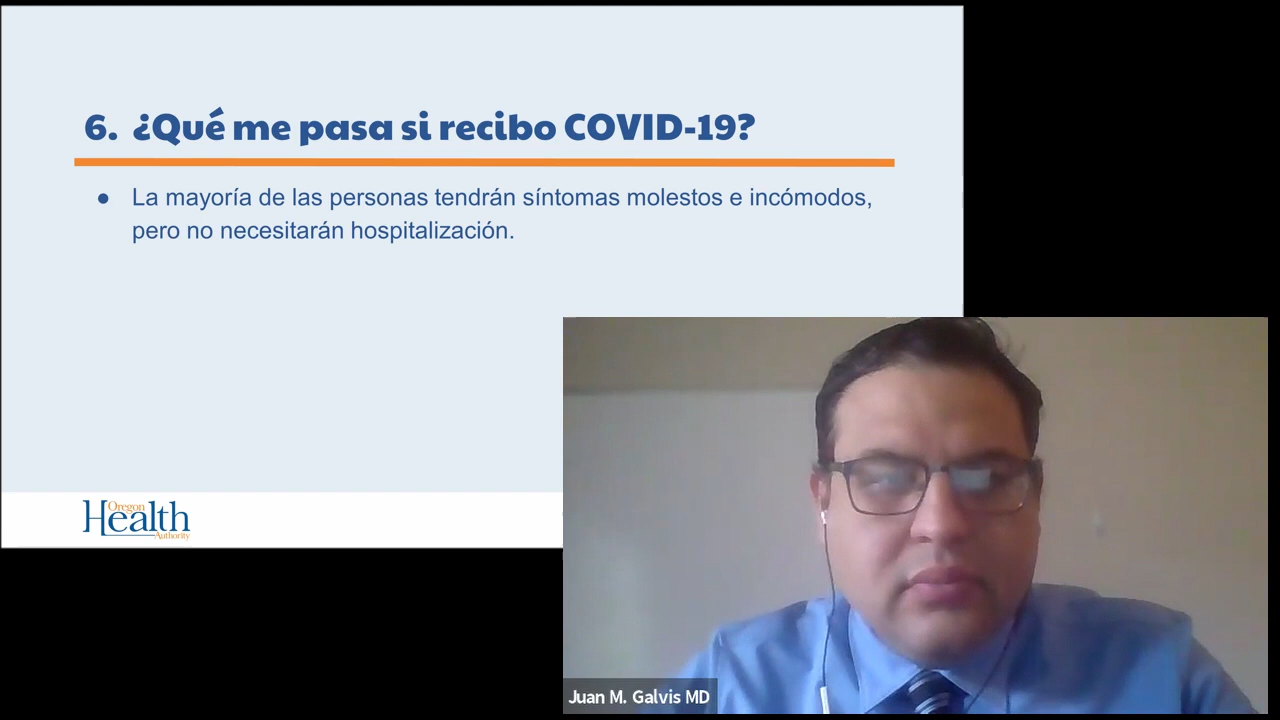 6. ¿Qué me pasa si recibo COVID-19?
● La mayoría de las personas tendrán síntomas molestos e incómodos,
pero no necesitarán hospitalización.
Oregon
Health
Authority
Juan M. Galvis MD